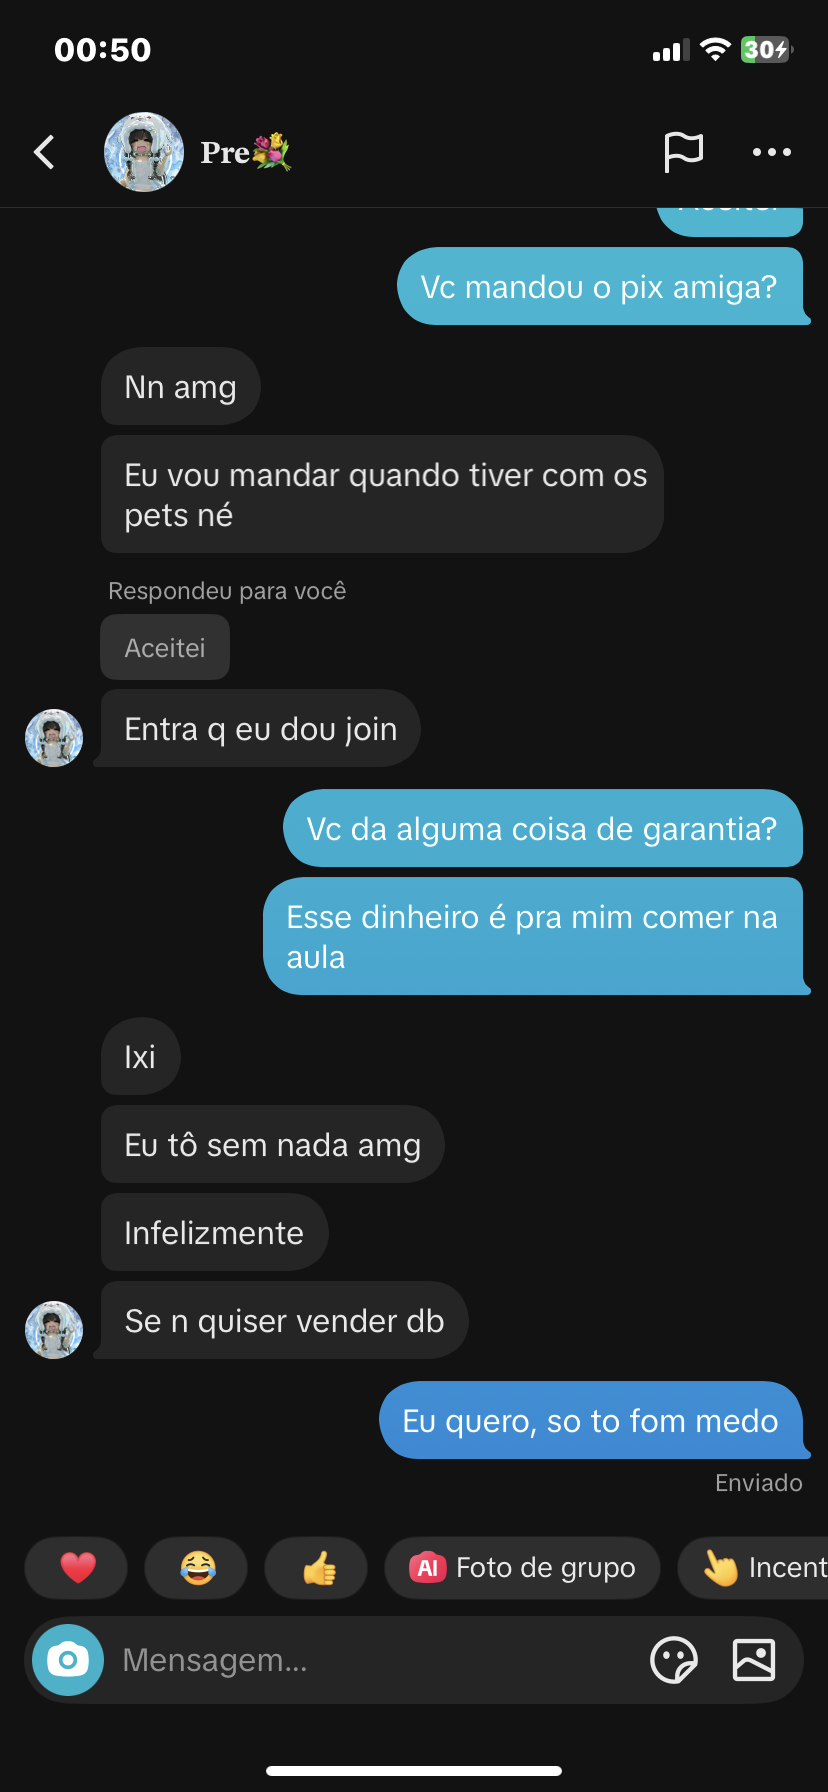 00:50
30
Pre
Vc mandou o pix amiga?
Nn amg
Eu vou mandar quando tiver com os
pets né
Respondeu para você
Aceitei
Entra q eu dou join
Vc da alguma coisa de garantia?
Esse dinheiro é pra mim comer na
aula
Ixi
Eu tô sem nada amg
Infelizmente
Se n quiser vender db
Eu quero, so to fom medo
Enviado
AI Foto de grupo
Incent
Mensagem...